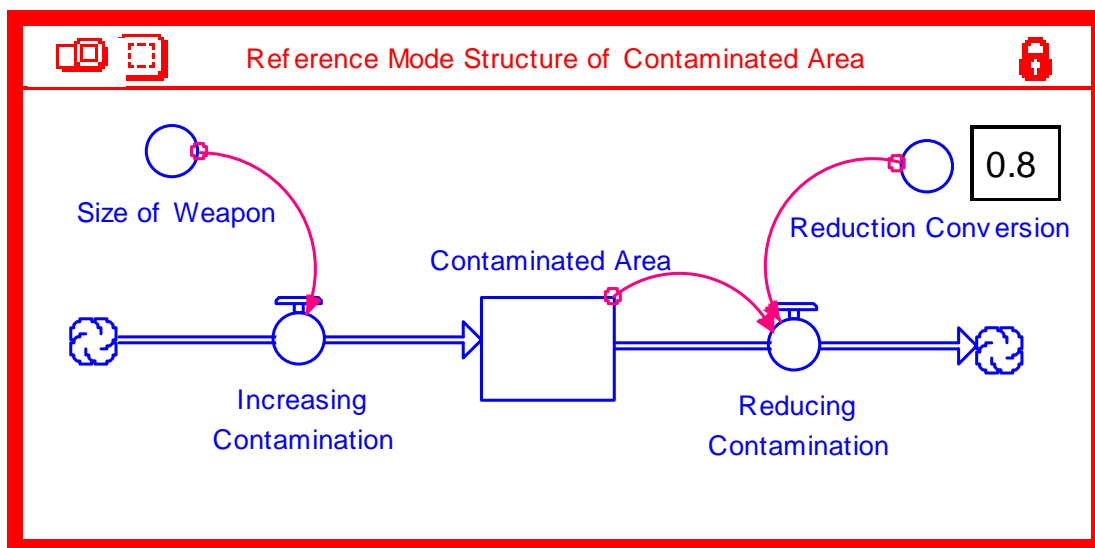 Reference Mode Structure of Contaminated Area
0.8
Size of Weapon
Reduction Conversion
Contaminated Area
Increasing
Contamination
Reducing
Contamination